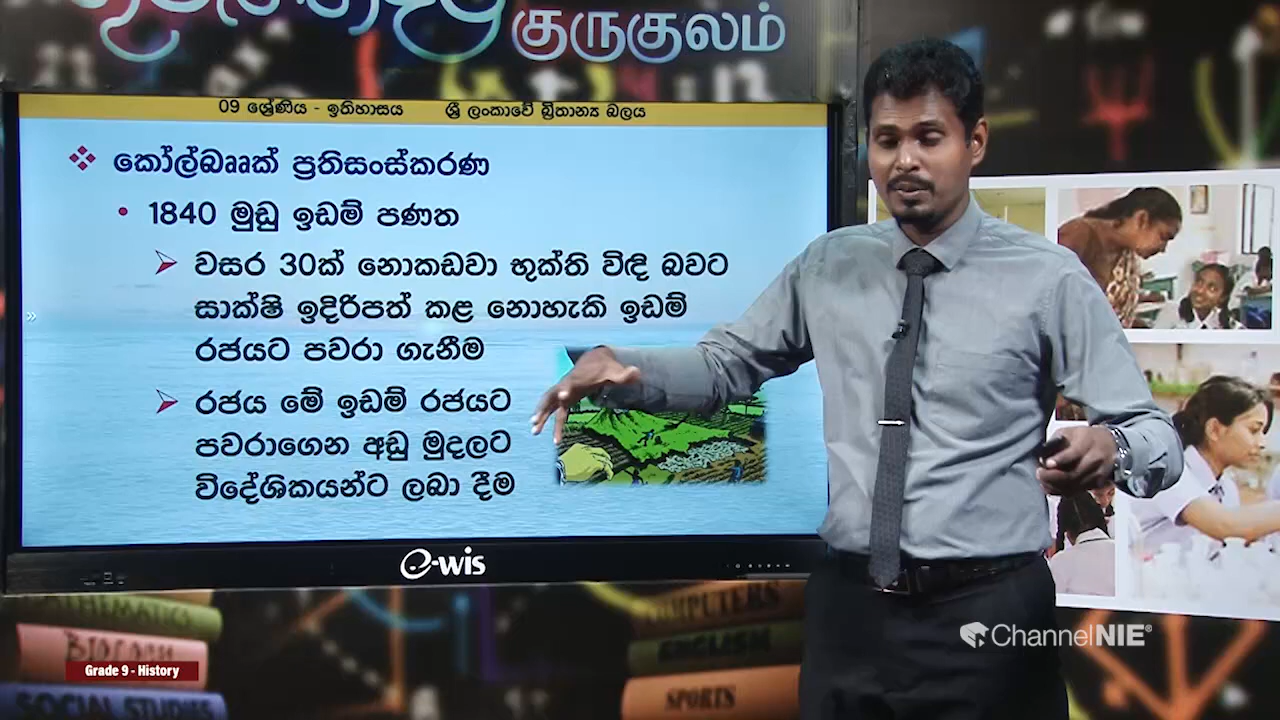 குருகுலம்
09 ශ්‍රේණිය - ඉතිහාසය ශ්‍රී ලංකාවේ බ්‍රිතාන්‍ය බලය
කෝල්බෲක් ප්‍රතිසංස්කරණ
1840 මුඩු ඉඩම් පණත
වසර 30ක් නොකඩවා භුක්ති විඳි බවට
සාක්ෂි ඉදිරිපත් කළ නොහැකි ඉඩම්
රජයට පවරා ගැනීම
රජය මේ ඉඩම් රජයට
පවරාගෙන අඩු මුදලට
විදේශිකයන්ට ලබා දීම
e-wis
MATHEMATICS
COMPUTERS
ENGLISH
SPORTS
SOCIAL STUDIES
Grade 9 - History
ChannelNIE®